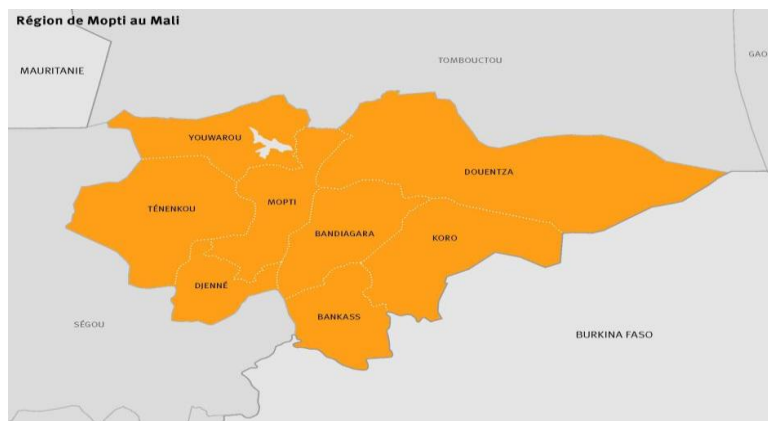 Région de Mopti au Mali
GAO
TOMBOUCTOU
MAURITANIE
YOUWAROU
DOUENTZA
TÉNENKOU
MOPTI
BANDIAGARA
KORO
DJENNÉ
BANKASS
SÉGOU
BURKINA FASO